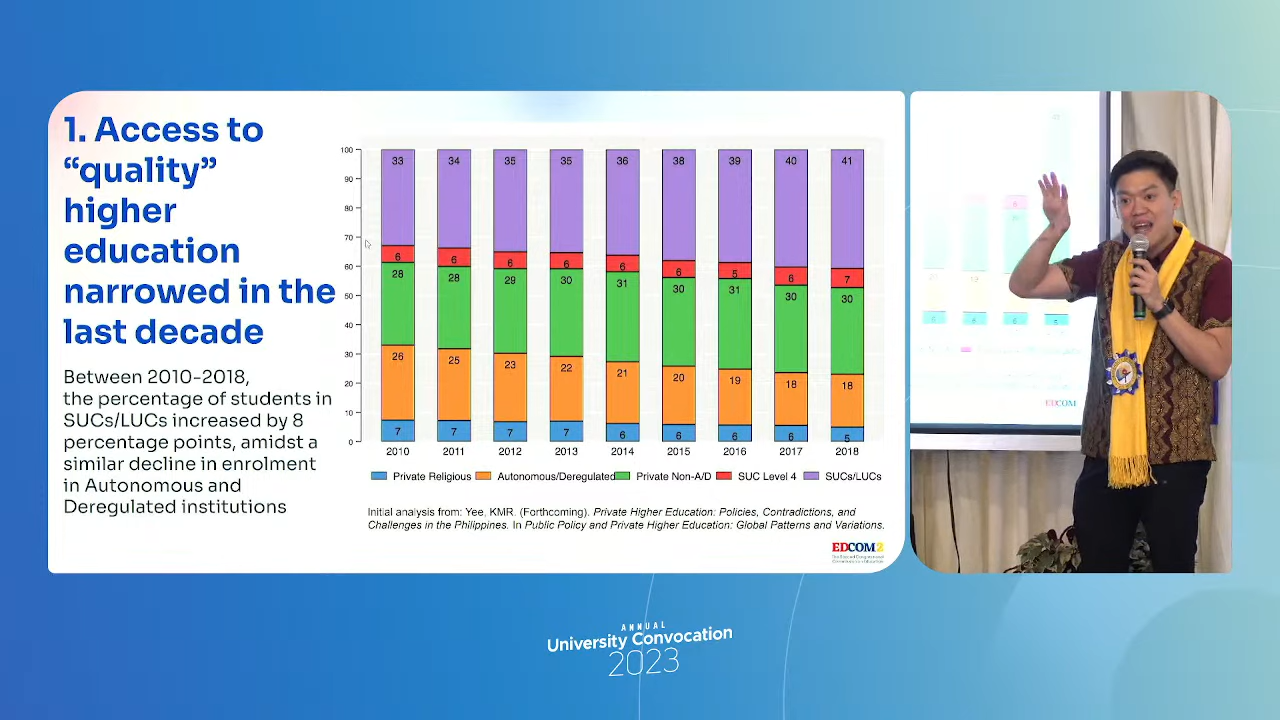 1. Access to
“quality”
higher
education
narrowed in the
last decade
Between 2010-2018,
the percentage of students in
SUCs/LUCs increased by 8
percentage points, amidst a
similar decline in enrolment
in Autonomous and
Deregulated institutions
100
90
80
70
60
50
40
30
20
10
0
33 34 35 35 36 38 39 40 41
6 6 6 6 6 6 5 6 7
28 28 29 30 31 30 31 30 30
26 25 23 22 21 20 19 18 18
7 7 7 7 6 6 6 6 5
2010 2011 2012 2013 2014 2015 2016 2017 2018
Private Religious Autonomous/Deregulated Private Non-A/D SUC Level 4 SUCs/LUCs
Initial analysis from: Yee, KMR. (Forthcoming). Private Higher Education: Policies, Contradictions, and
Challenges in the Philippines. In Public Policy and Private Higher Education: Global Patterns and Variations.
EDCOM2
EDCOM
ANNUAL
University Convocation
2023